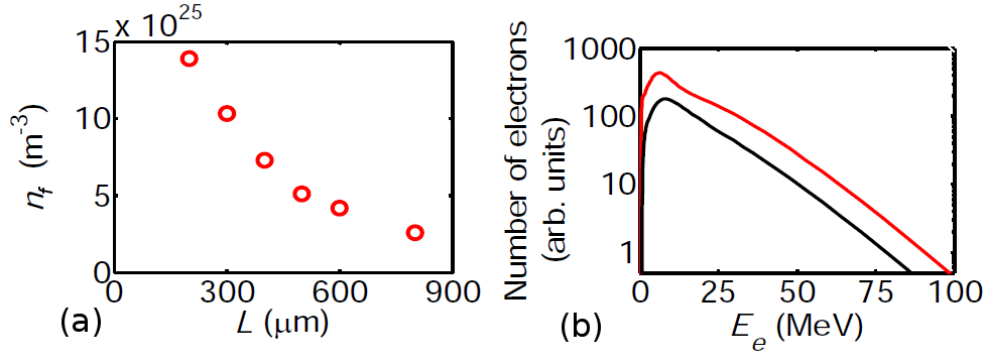 x 10^25
15
10
5
0
n_f (m^-3)
0 300 600 900
L (μm)
(a)
1000
100
10
1
Number of electrons
(arb. units)
0 25 50 75 100
E_e (MeV)
(b)